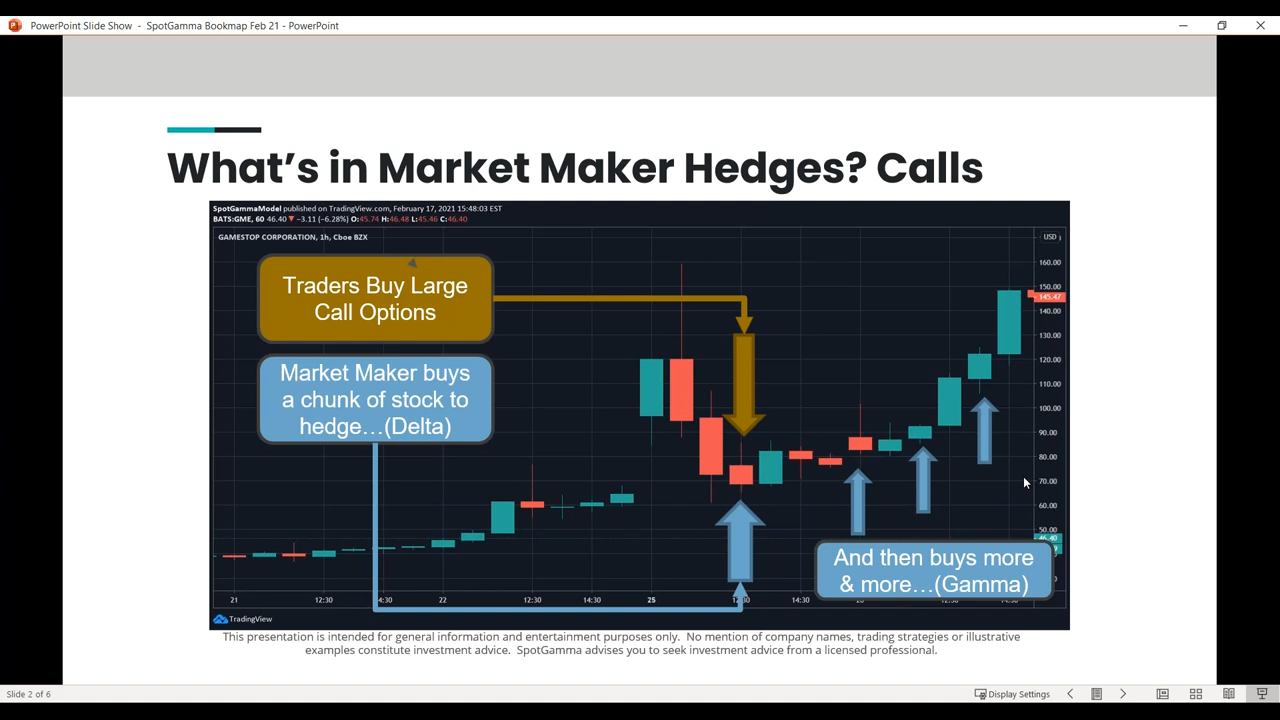 PowerPoint Slide Show - SpotGamma Bookmap Feb 21 - PowerPoint
What's in Market Maker Hedges? Calls
SpotGammaModel published on TradingView.com, February 17, 2021 15:48:03 EST
BATS:GME, 60 46.40 ▼ −3.11 (−6.28%) O:45.74 H:46.48 L:45.46 C:46.40
GAMESTOP CORPORATION, 1h, Cboe BZX
USD
Traders Buy Large
Call Options
Market Maker buys
a chunk of stock to
hedge...(Delta)
And then buys more
& more...(Gamma)
160.00
150.00
145.47
140.00
130.00
120.00
110.00
100.00
90.00
80.00
70.00
60.00
50.00
46.40
21 12:30 14:30 22 12:30 14:30 25 14:30
TradingView
This presentation is intended for general information and entertainment purposes only. No mention of company names, trading strategies or illustrative
examples constitute investment advice. SpotGamma advises you to seek investment advice from a licensed professional.
Slide 2 of 6
Display Settings